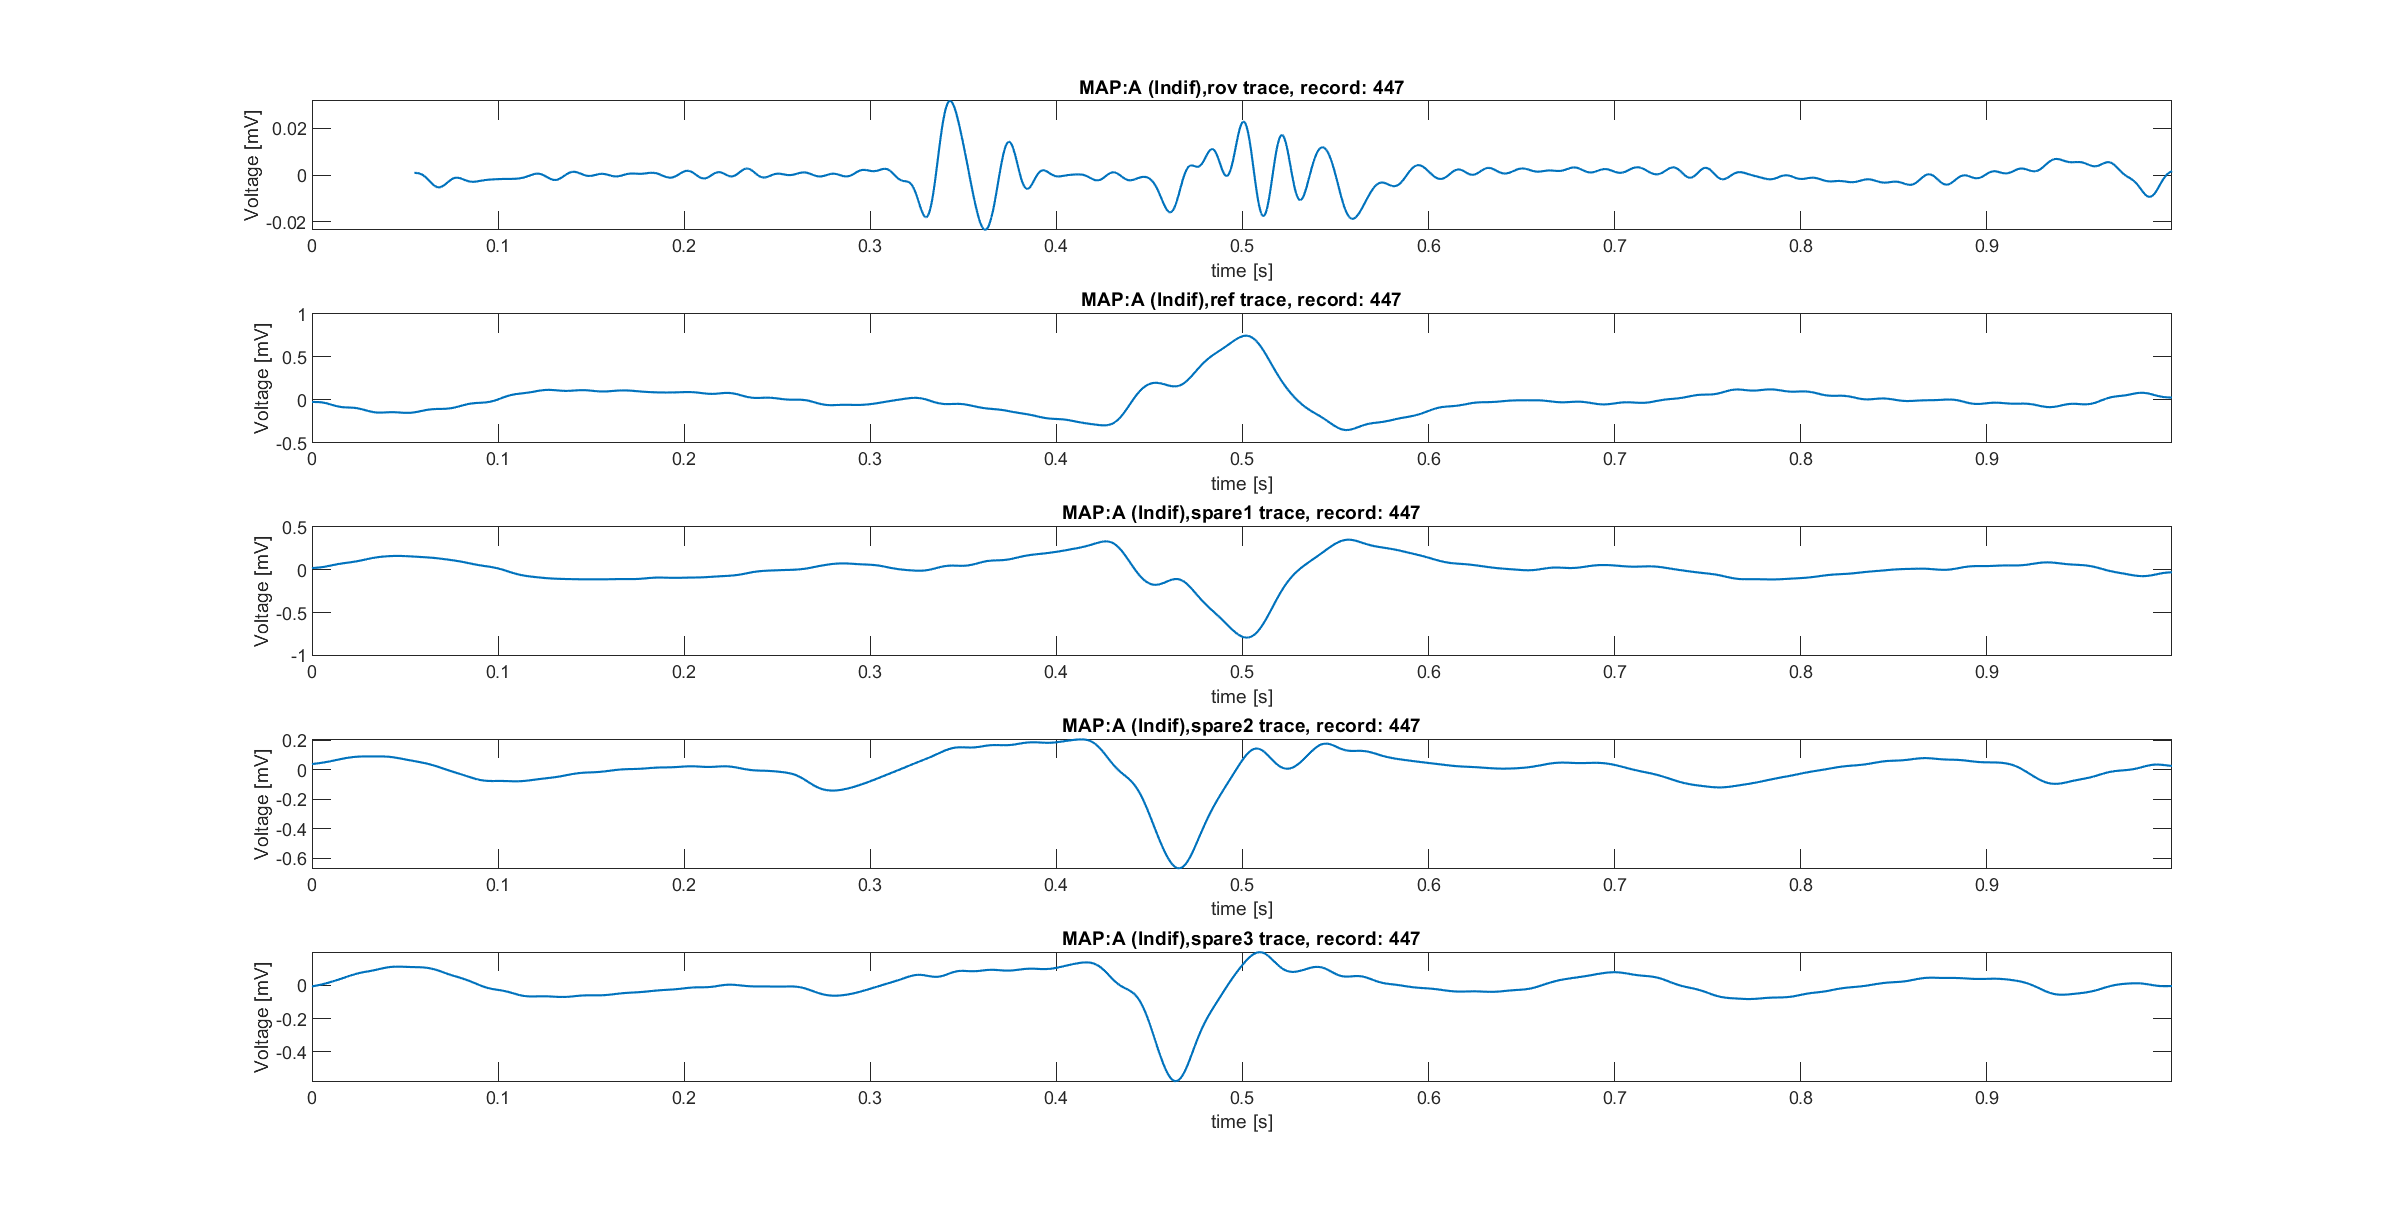 MAP:A (Indif),rov trace, record: 447
Voltage [mV]
0.02
0
-0.02
0 0.1 0.2 0.3 0.4 0.5 0.6 0.7 0.8 0.9
time [s]
MAP:A (Indif),ref trace, record: 447
Voltage [mV]
1
0.5
0
-0.5
0 0.1 0.2 0.3 0.4 0.5 0.6 0.7 0.8 0.9
time [s]
MAP:A (Indif),spare1 trace, record: 447
Voltage [mV]
0.5
0
-0.5
-1
0 0.1 0.2 0.3 0.4 0.5 0.6 0.7 0.8 0.9
time [s]
MAP:A (Indif),spare2 trace, record: 447
Voltage [mV]
0.2
0
-0.2
-0.4
-0.6
0 0.1 0.2 0.3 0.4 0.5 0.6 0.7 0.8 0.9
time [s]
MAP:A (Indif),spare3 trace, record: 447
Voltage [mV]
0
-0.2
-0.4
0 0.1 0.2 0.3 0.4 0.5 0.6 0.7 0.8 0.9
time [s]